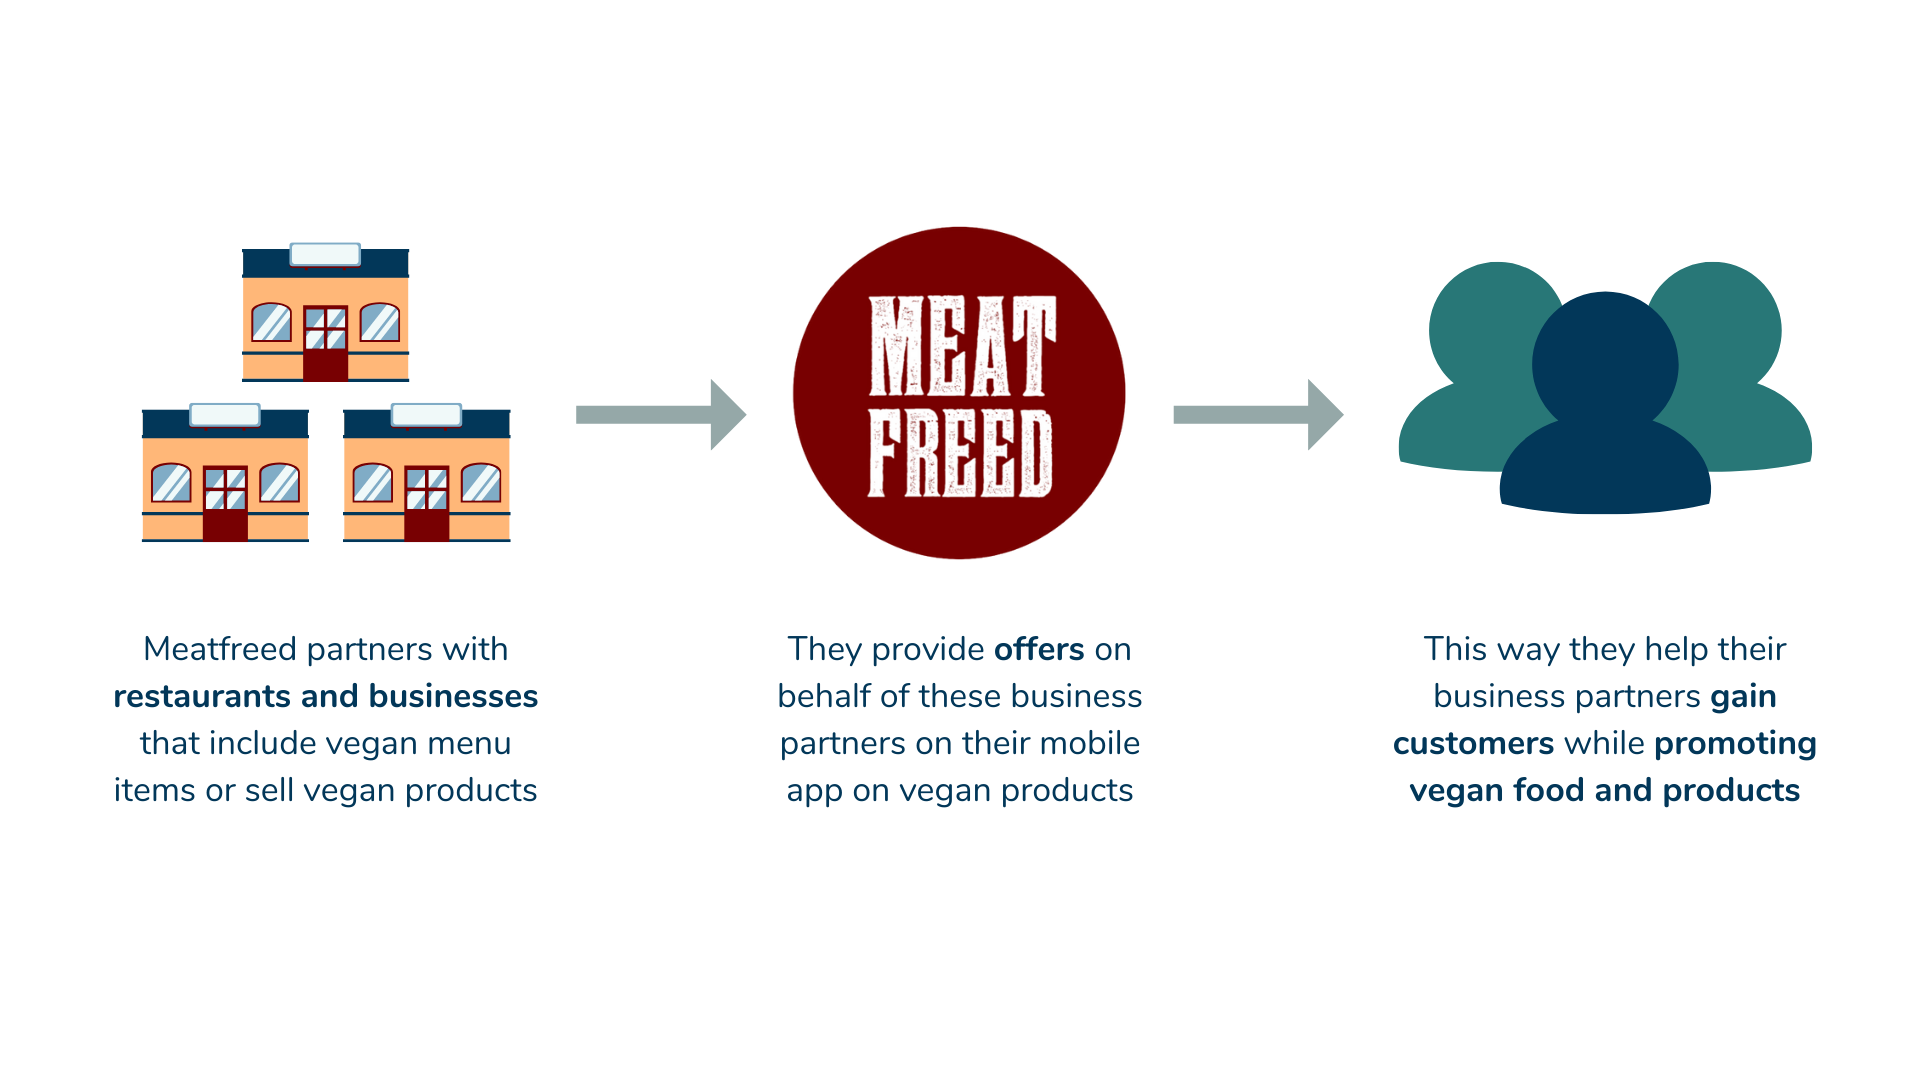 MEAT
FREED
Meatfreed partners with
restaurants and businesses
that include vegan menu
items or sell vegan products
They provide offers on
behalf of these business
partners on their mobile
app on vegan products
This way they help their
business partners gain
customers while promoting
vegan food and products